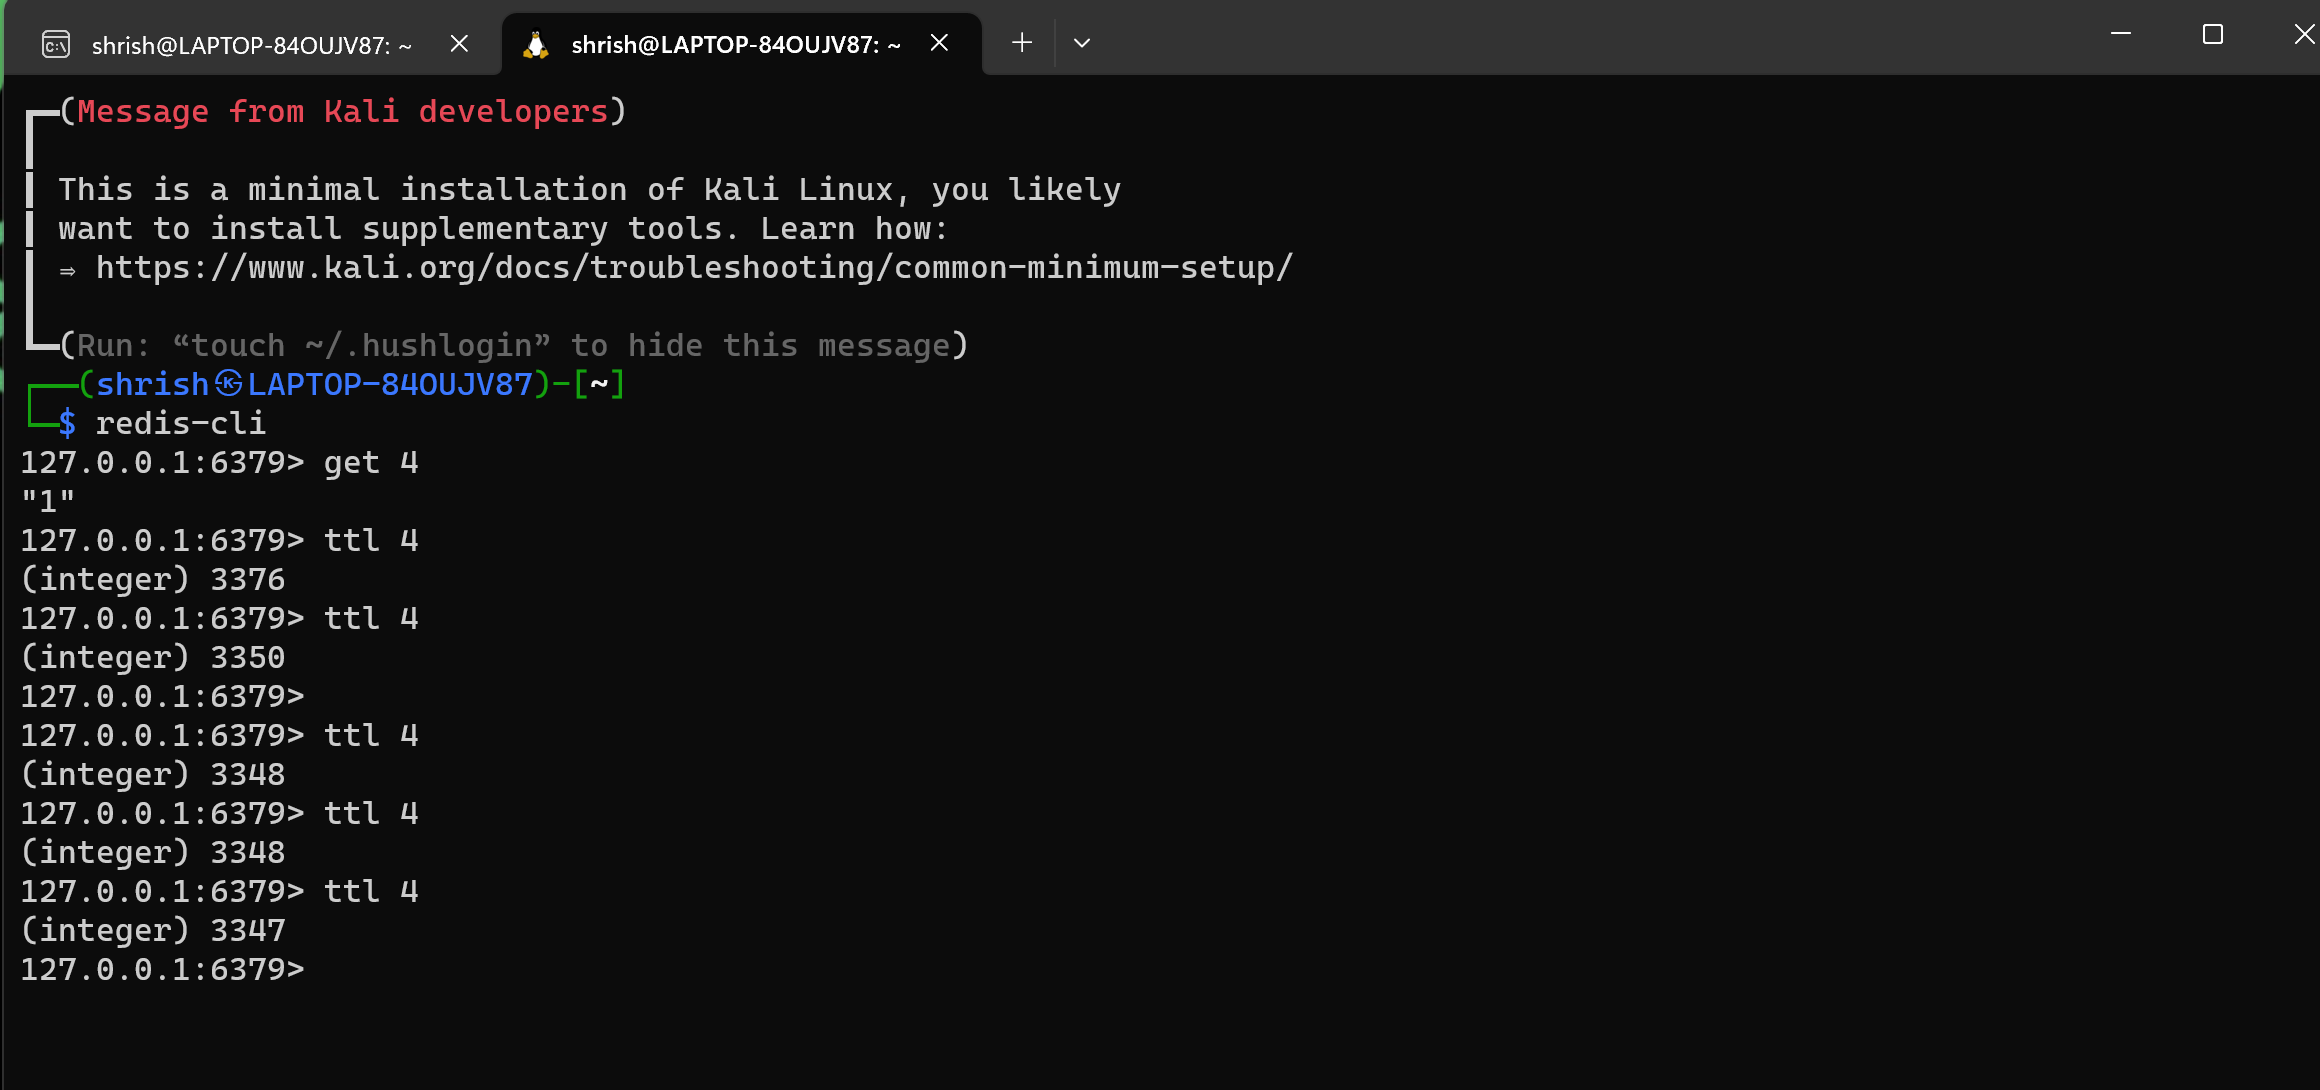 shrish@LAPTOP-84OUJV87: ~
shrish@LAPTOP-84OUJV87: ~
(Message from Kali developers)
This is a minimal installation of Kali Linux, you likely
want to install supplementary tools. Learn how:
⇒ https://www.kali.org/docs/troubleshooting/common-minimum-setup/
(Run: “touch ~/.hushlogin” to hide this message)
(shrish㉿LAPTOP-84OUJV87)-[~]
$ redis-cli
127.0.0.1:6379> get 4
"1"
127.0.0.1:6379> ttl 4
(integer) 3376
127.0.0.1:6379> ttl 4
(integer) 3350
127.0.0.1:6379>
127.0.0.1:6379> ttl 4
(integer) 3348
127.0.0.1:6379> ttl 4
(integer) 3348
127.0.0.1:6379> ttl 4
(integer) 3347
127.0.0.1:6379>